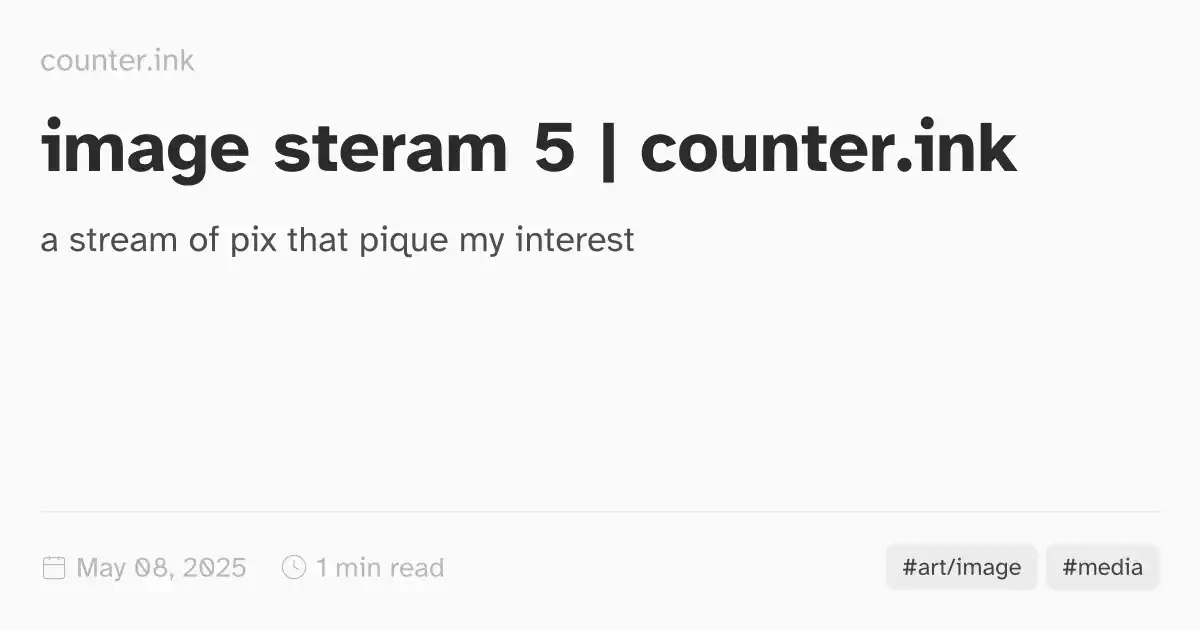 counter.ink
image steram 5 | counter.ink
a stream of pix that pique my interest
May 08, 2025 1 min read #art/image #media